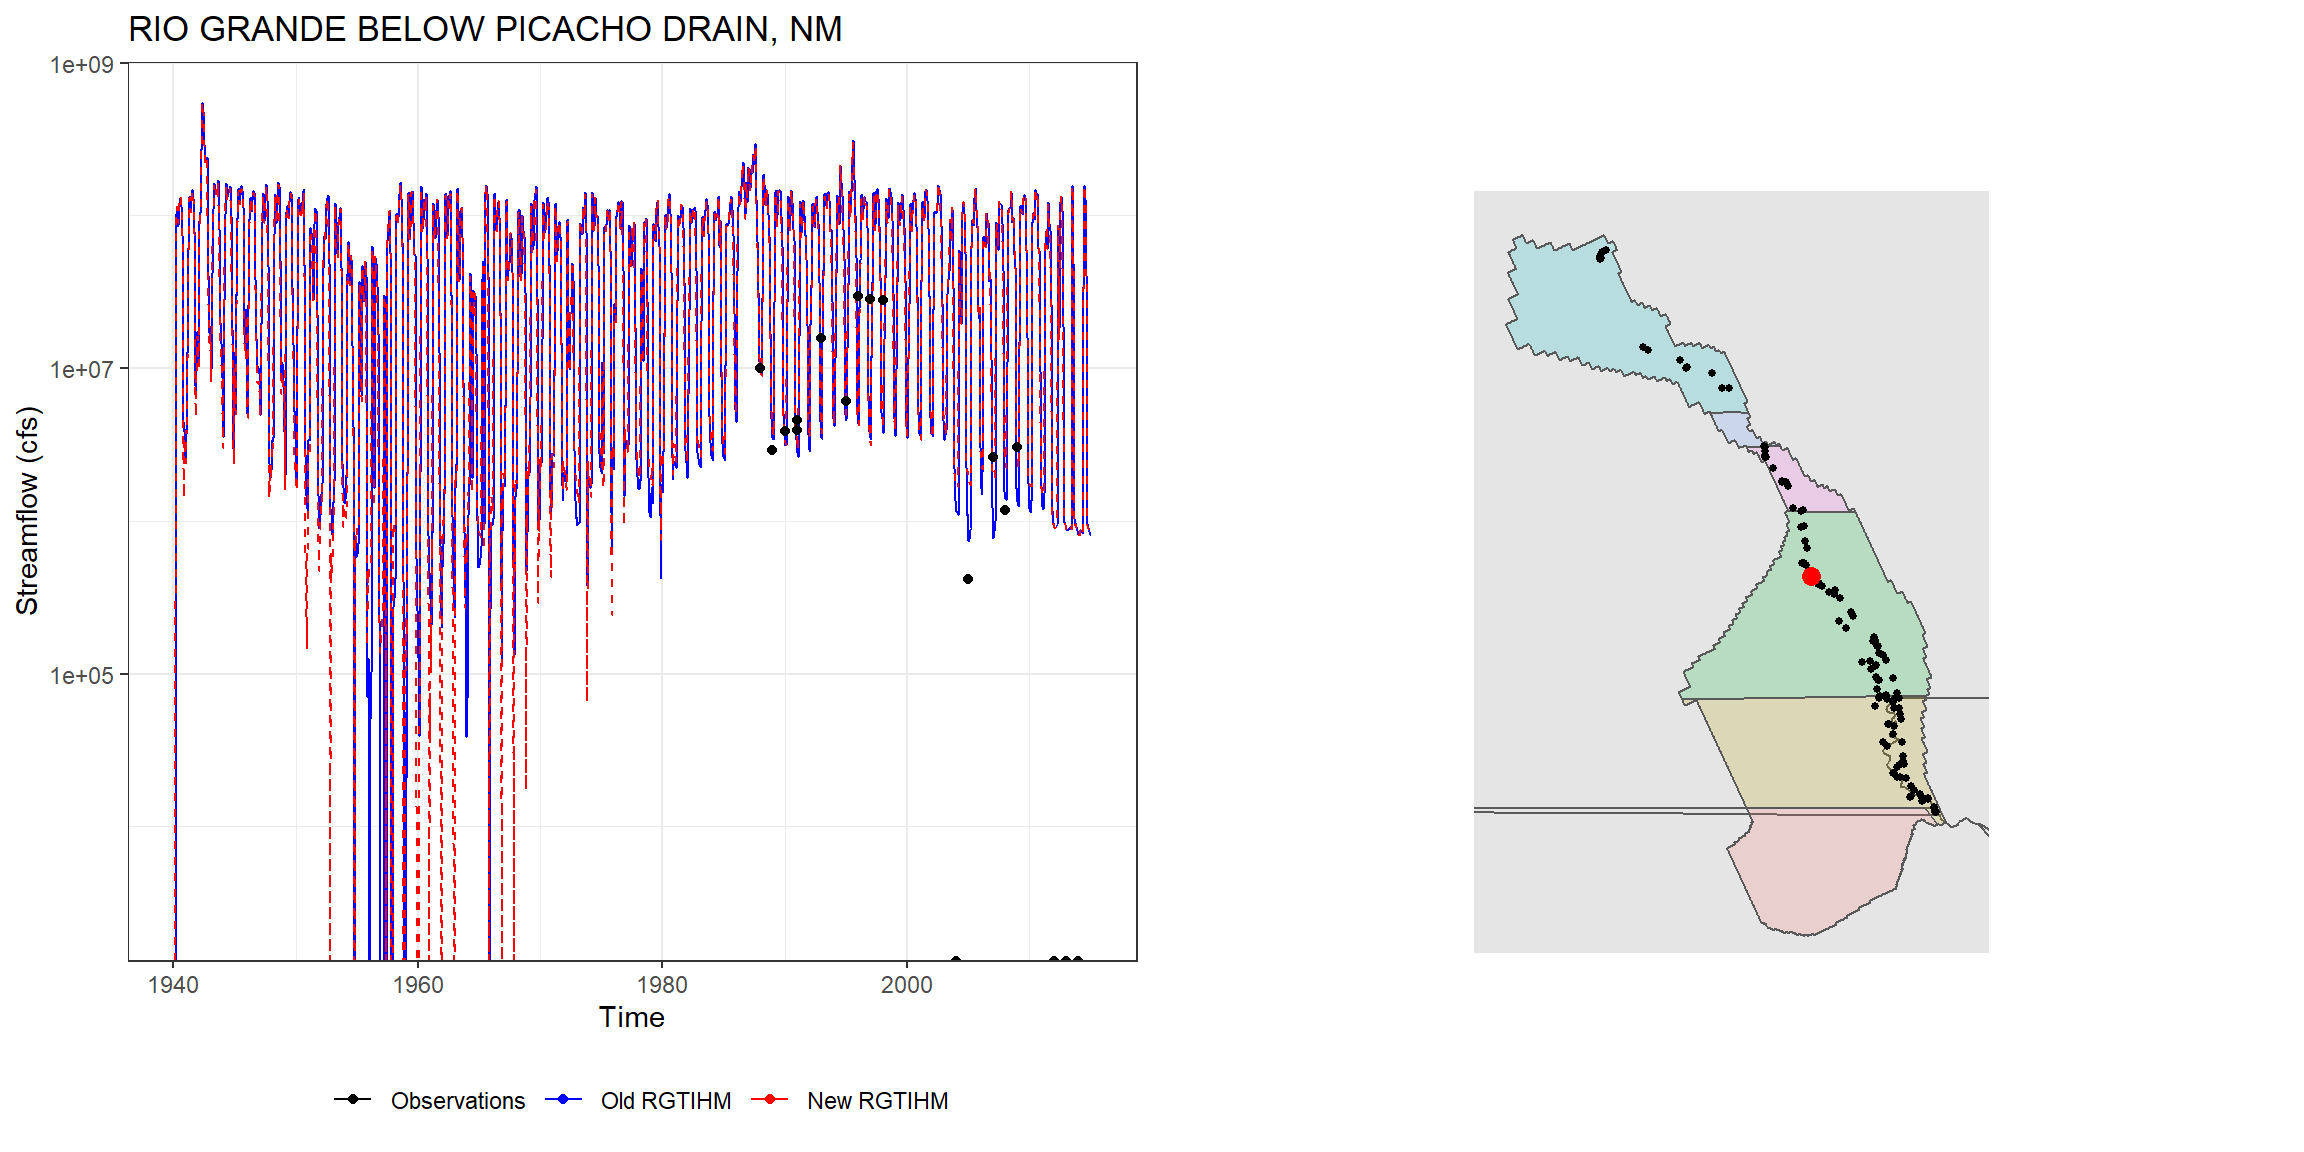 RIO GRANDE BELOW PICACHO DRAIN, NM
1e+09
1e+07
1e+05
Streamflow (cfs)
1940 1960 1980 2000
Time
Observations Old RGTIHM New RGTIHM